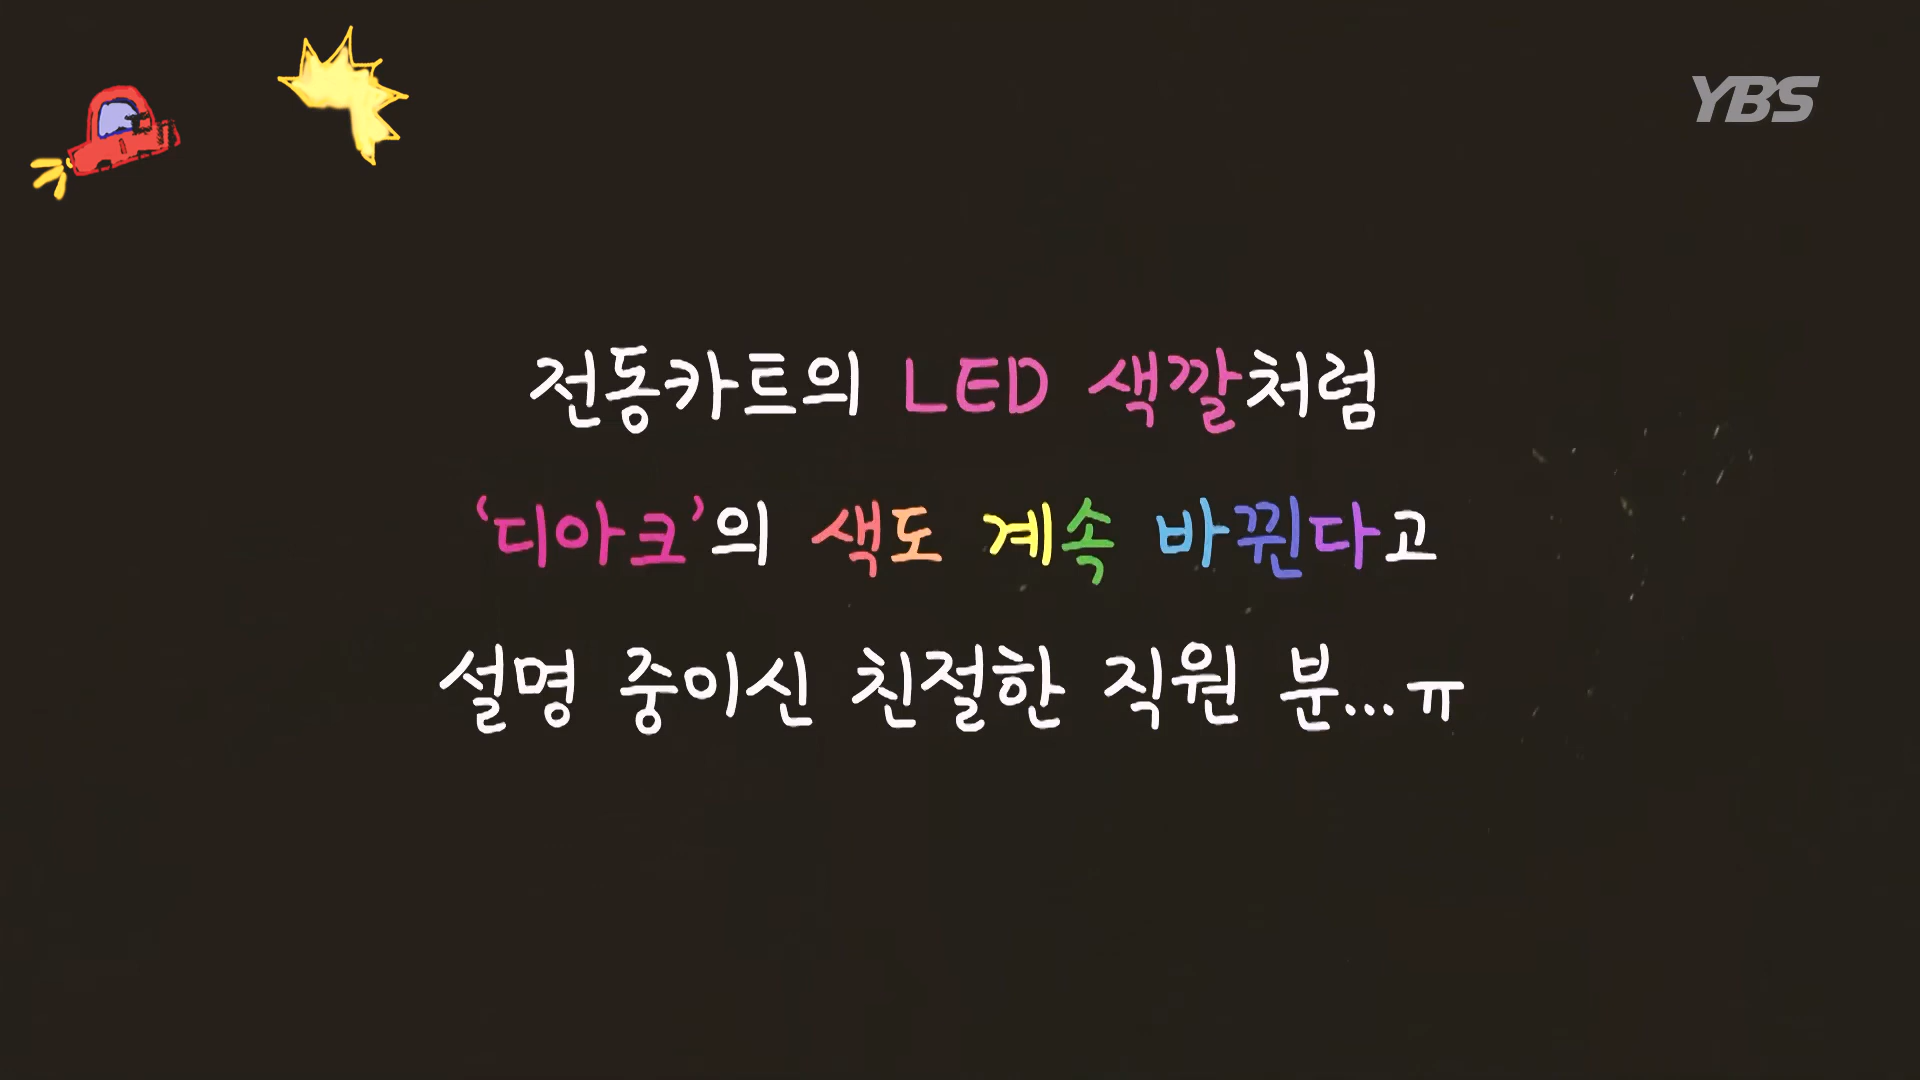 YBS
전동카트의 LED 색깔처럼
‘디아크’의 색도 계속 바뀐다고
설명 중이신 친절한 직원 분...ㅠ